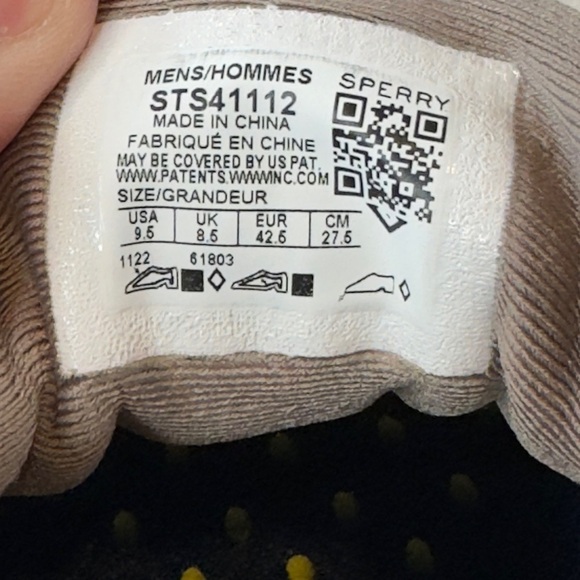 MENS/HOMMES
SPERRY
STS41112
MADE IN CHINA
FABRIQUÉ EN CHINE
MAY BE COVERED BY US PAT.
WWW.PATENTS.WWWINC.COM
SIZE/GRANDEUR
USA UK EUR CM
9.5 8.5 42.5 27.5
1122 61803